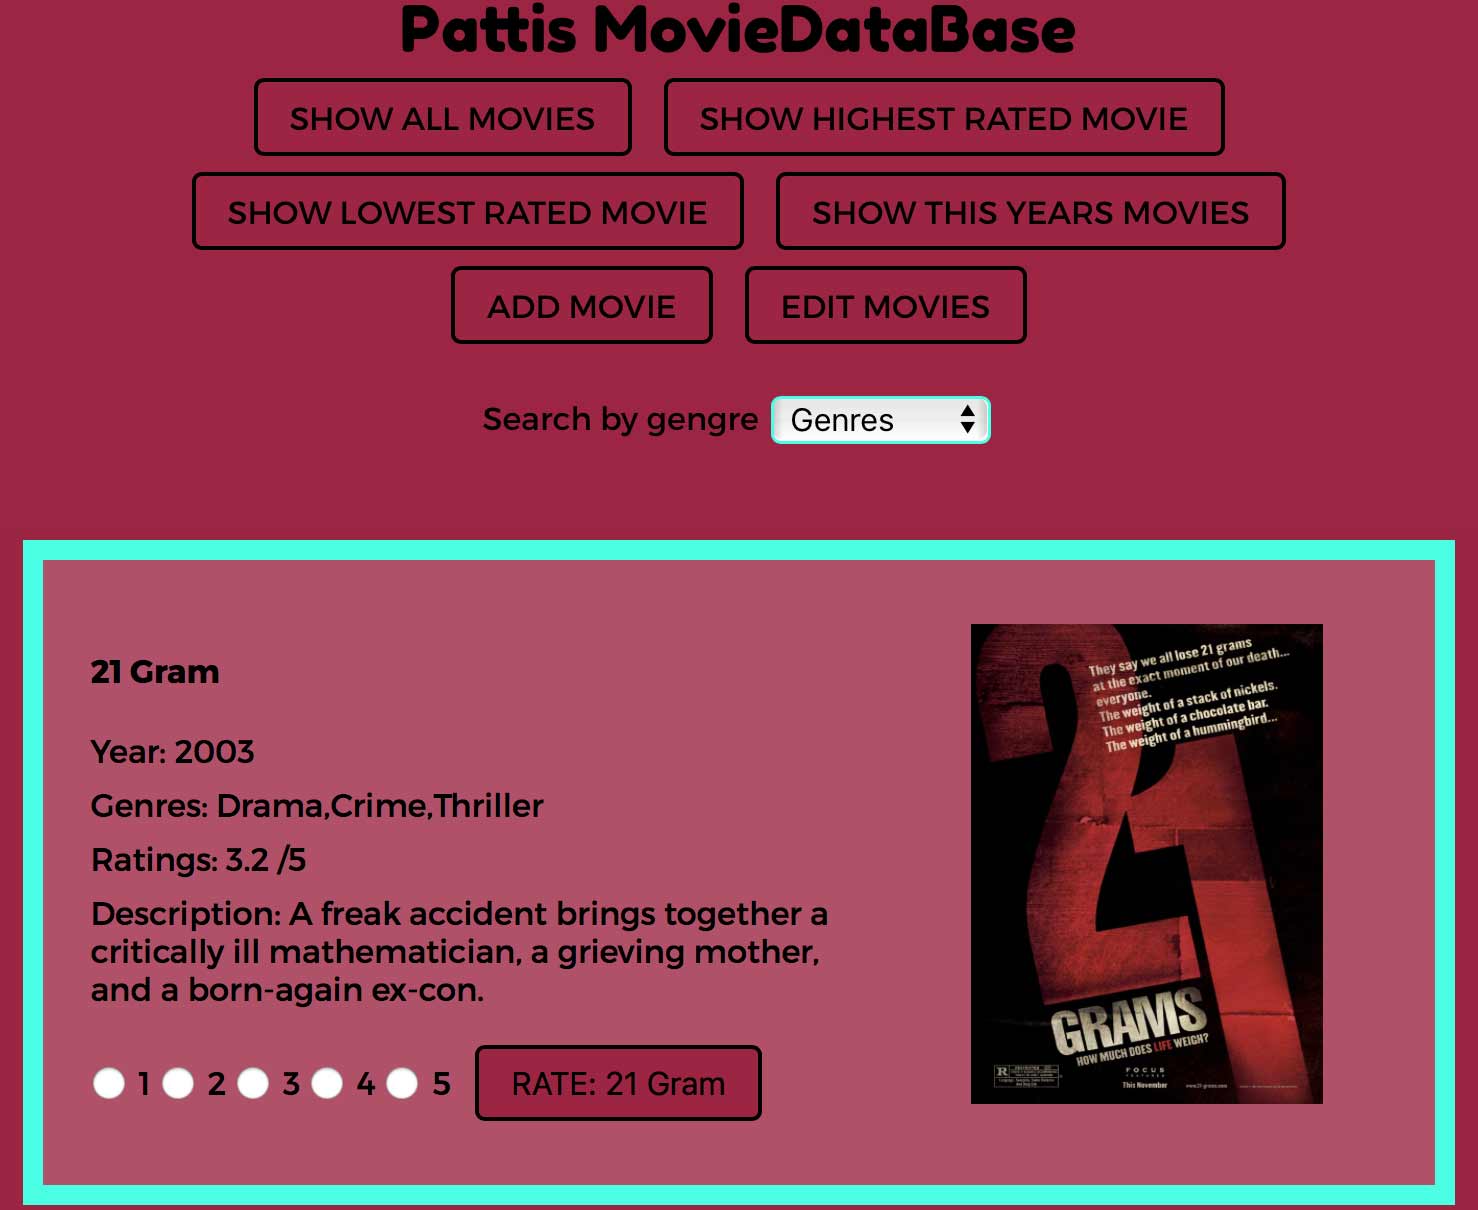 Pattis MovieDataBase
SHOW ALL MOVIES
SHOW HIGHEST RATED MOVIE
SHOW LOWEST RATED MOVIE
SHOW THIS YEARS MOVIES
ADD MOVIE
EDIT MOVIES
Search by gengre
Genres
21 Gram
Year: 2003
Genres: Drama,Crime,Thriller
Ratings: 3.2 /5
Description: A freak accident brings together a
critically ill mathematician, a grieving mother,
and a born-again ex-con.
1 2 3 4 5
RATE: 21 Gram
They say we all lose 21 grams
at the exact moment of our death...
everyone.
The weight of a stack of nickels.
The weight of a chocolate bar.
The weight of a hummingbird...
21
GRAMS
HOW MUCH DOES LIFE WEIGH?
R
FOCUS
FEATURES
This November
www.21-grams.com